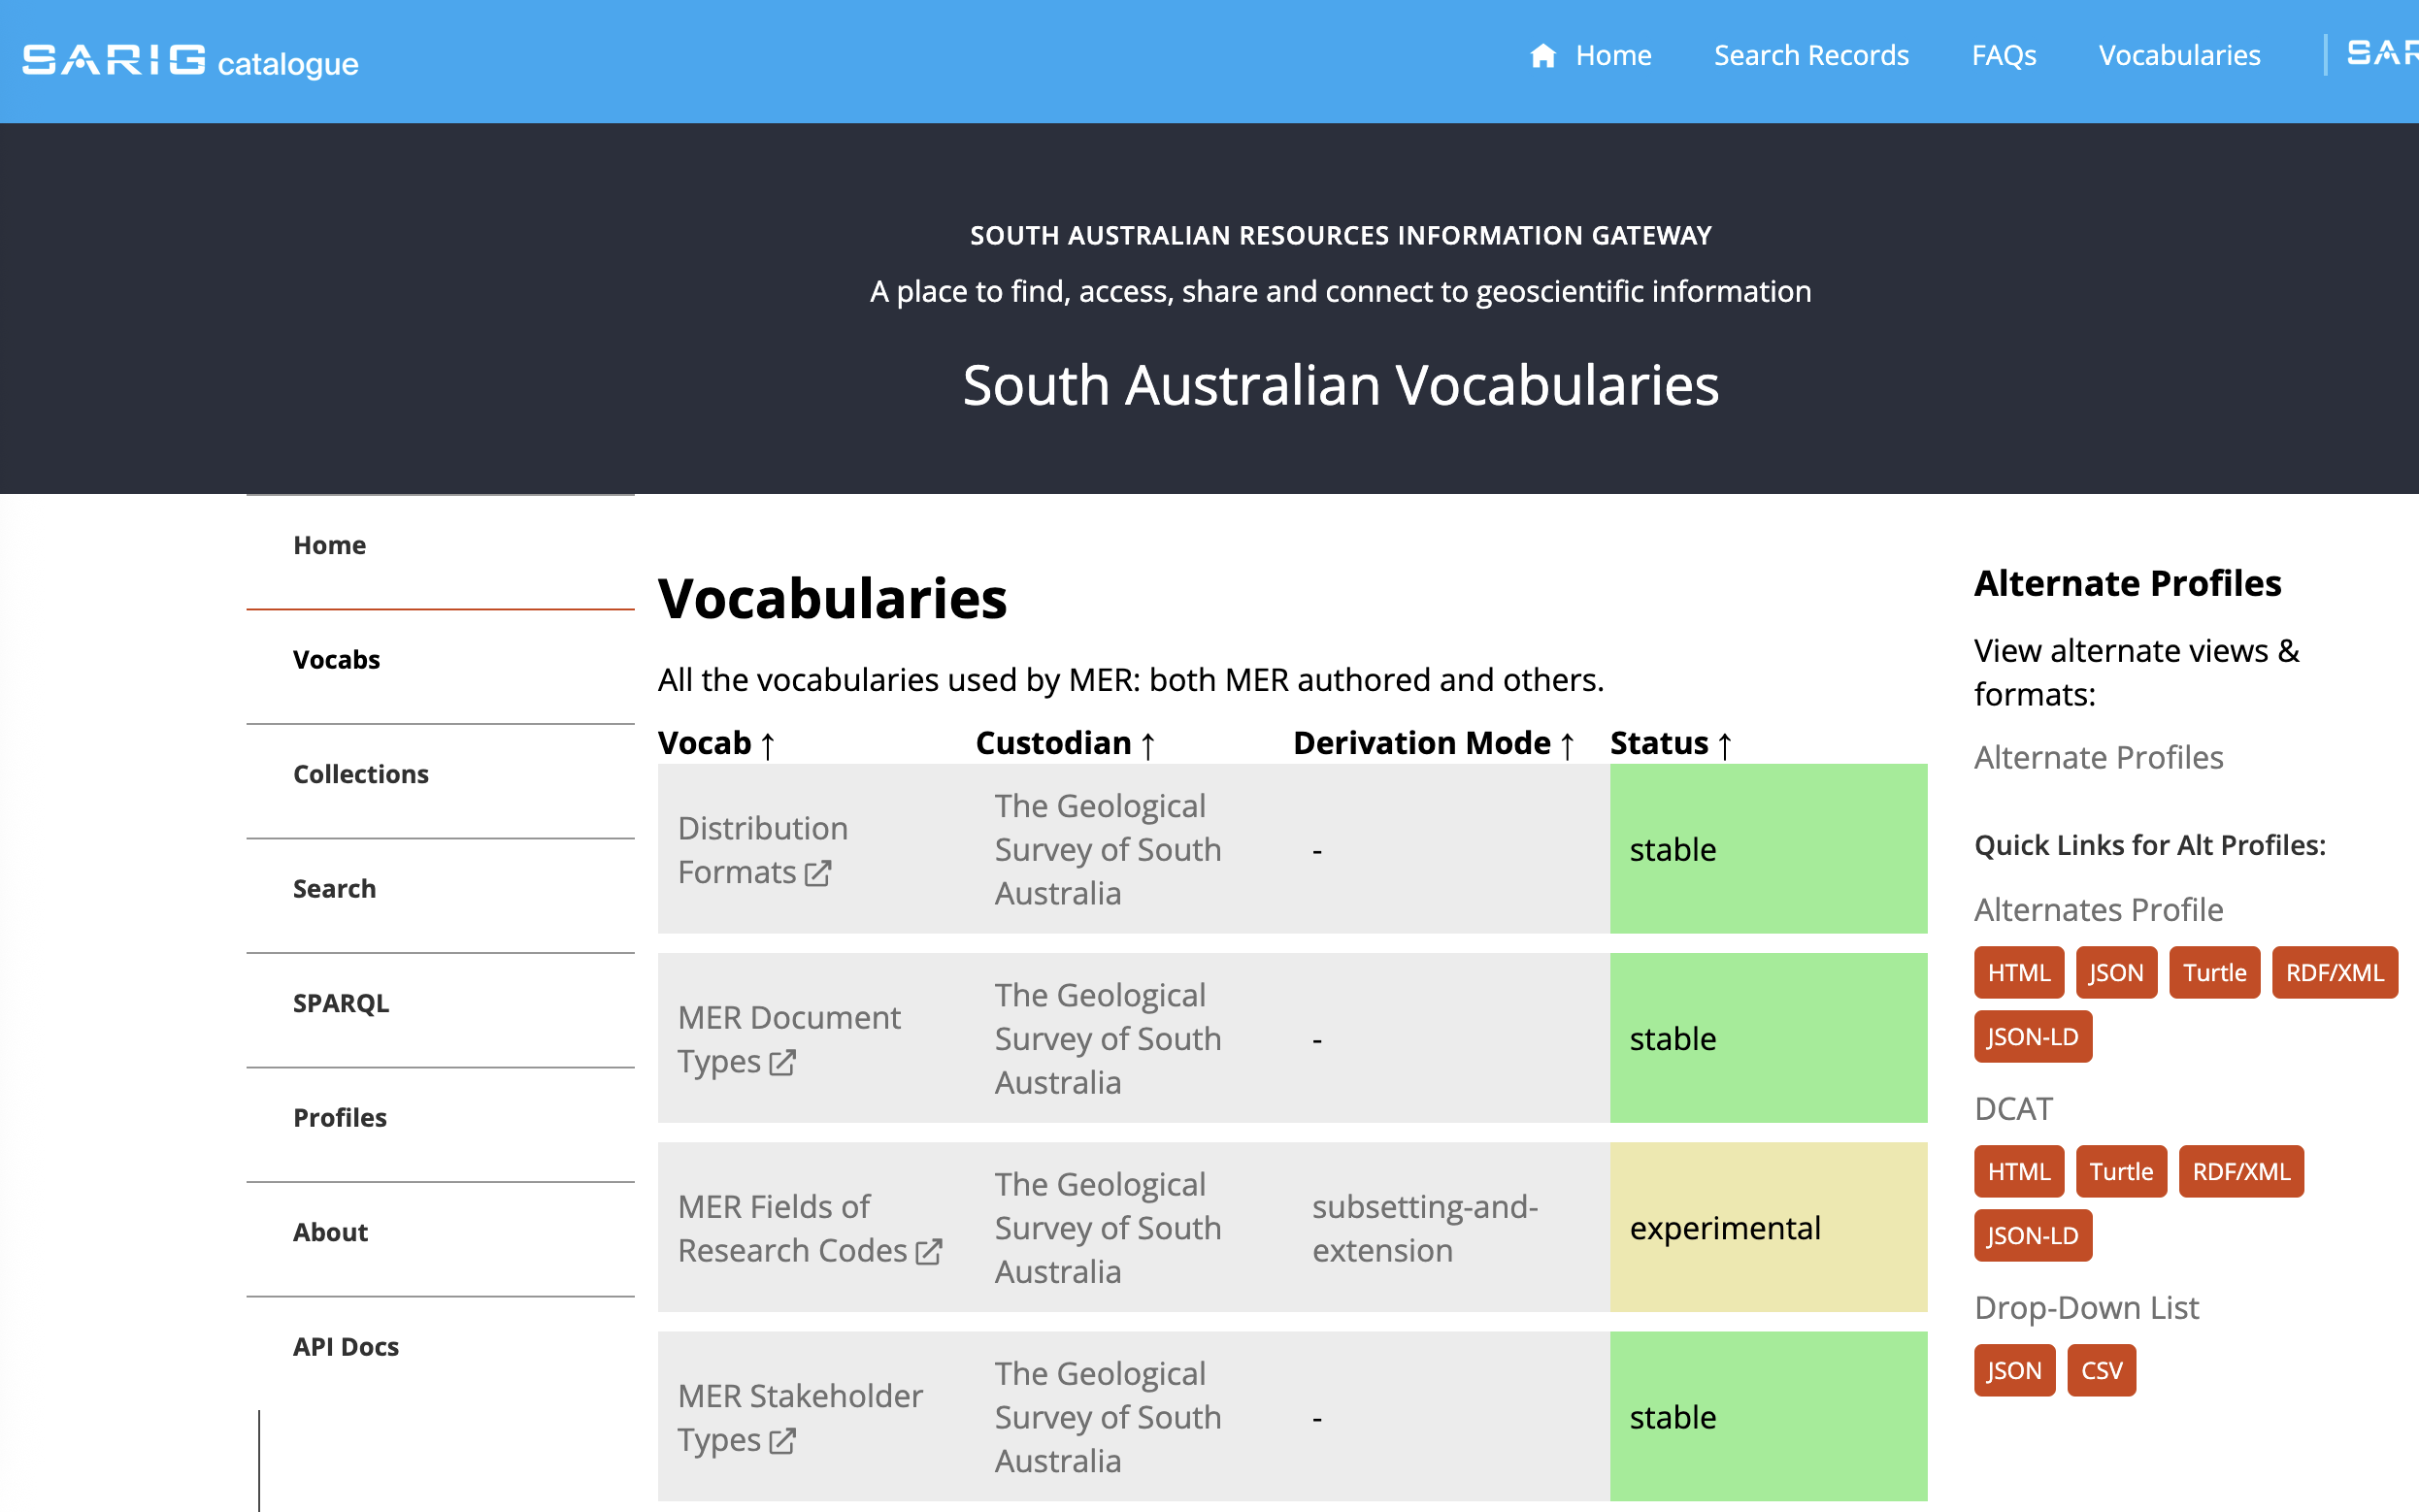 SARIG catalogue
Home
Search Records
FAQs
Vocabularies
SOUTH AUSTRALIAN RESOURCES INFORMATION GATEWAY
A place to find, access, share and connect to geoscientific information
South Australian Vocabularies
Home
Vocabs
Collections
Search
SPARQL
Profiles
About
API Docs
Vocabularies
All the vocabularies used by MER: both MER authored and others.
Vocab ↑ Custodian ↑ Derivation Mode ↑ Status ↑
Distribution
Formats
The Geological
Survey of South
Australia
-
stable
MER Document
Types
The Geological
Survey of South
Australia
-
stable
MER Fields of
Research Codes
The Geological
Survey of South
Australia
subsetting-and-
extension
experimental
MER Stakeholder
Types
The Geological
Survey of South
Australia
-
stable
Alternate Profiles
View alternate views &
formats:
Alternate Profiles
Quick Links for Alt Profiles:
Alternates Profile
HTML JSON Turtle RDF/XML
JSON-LD
DCAT
HTML Turtle RDF/XML
JSON-LD
Drop-Down List
JSON CSV